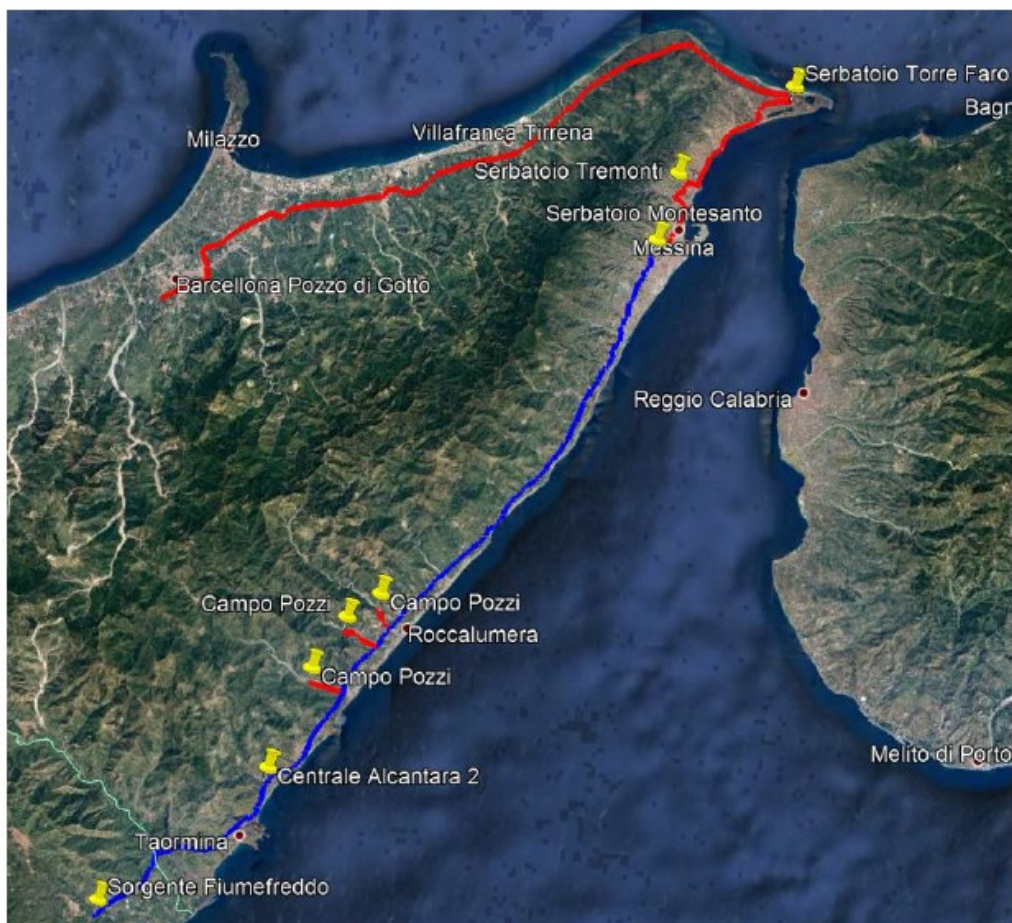 Serbatoio Torre Faro
Bagn
Milazzo
Villafranca Tirrena
Serbatoio Tremonti
Serbatoio Montesanto
Messina
Barcellona Pozzo di Gotto
Reggio Calabria
Campo Pozzi
Campo Pozzi
Roccalumera
Campo Pozzi
Melito di Porto
Centrale Alcantara 2
Taormina
Sorgente Fiumefreddo